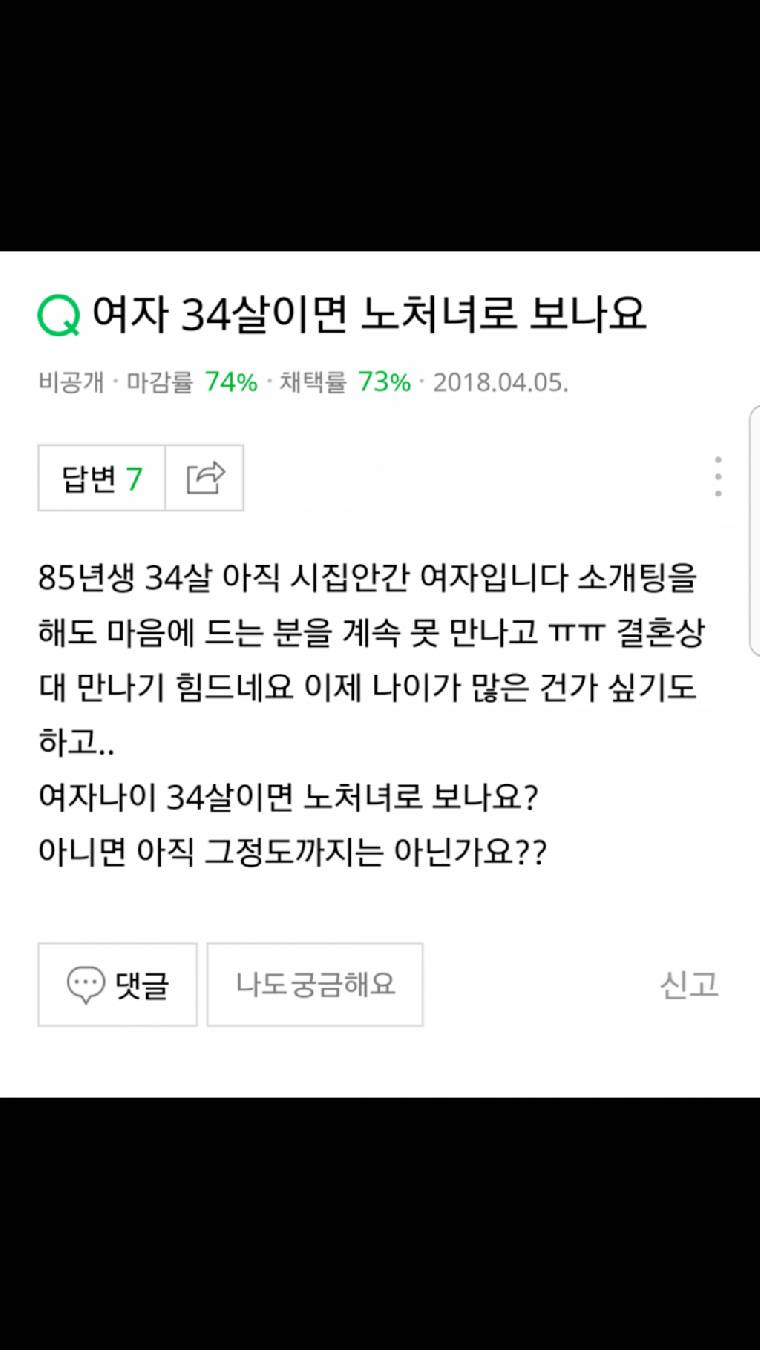 여자 34살이면 노처녀로 보나요
비공개 · 마감률 74% · 채택률 73% · 2018.04.05.
답변 7
85년생 34살 아직 시집안간 여자입니다 소개팅을
해도 마음에 드는 분을 계속 못 만나고 ㅠㅠ 결혼상
대 만나기 힘드네요 이제 나이가 많은 건가 싶기도
하고..
여자나이 34살이면 노처녀로 보나요?
아니면 아직 그정도까지는 아닌가요??
댓글 나도 궁금해요 신고